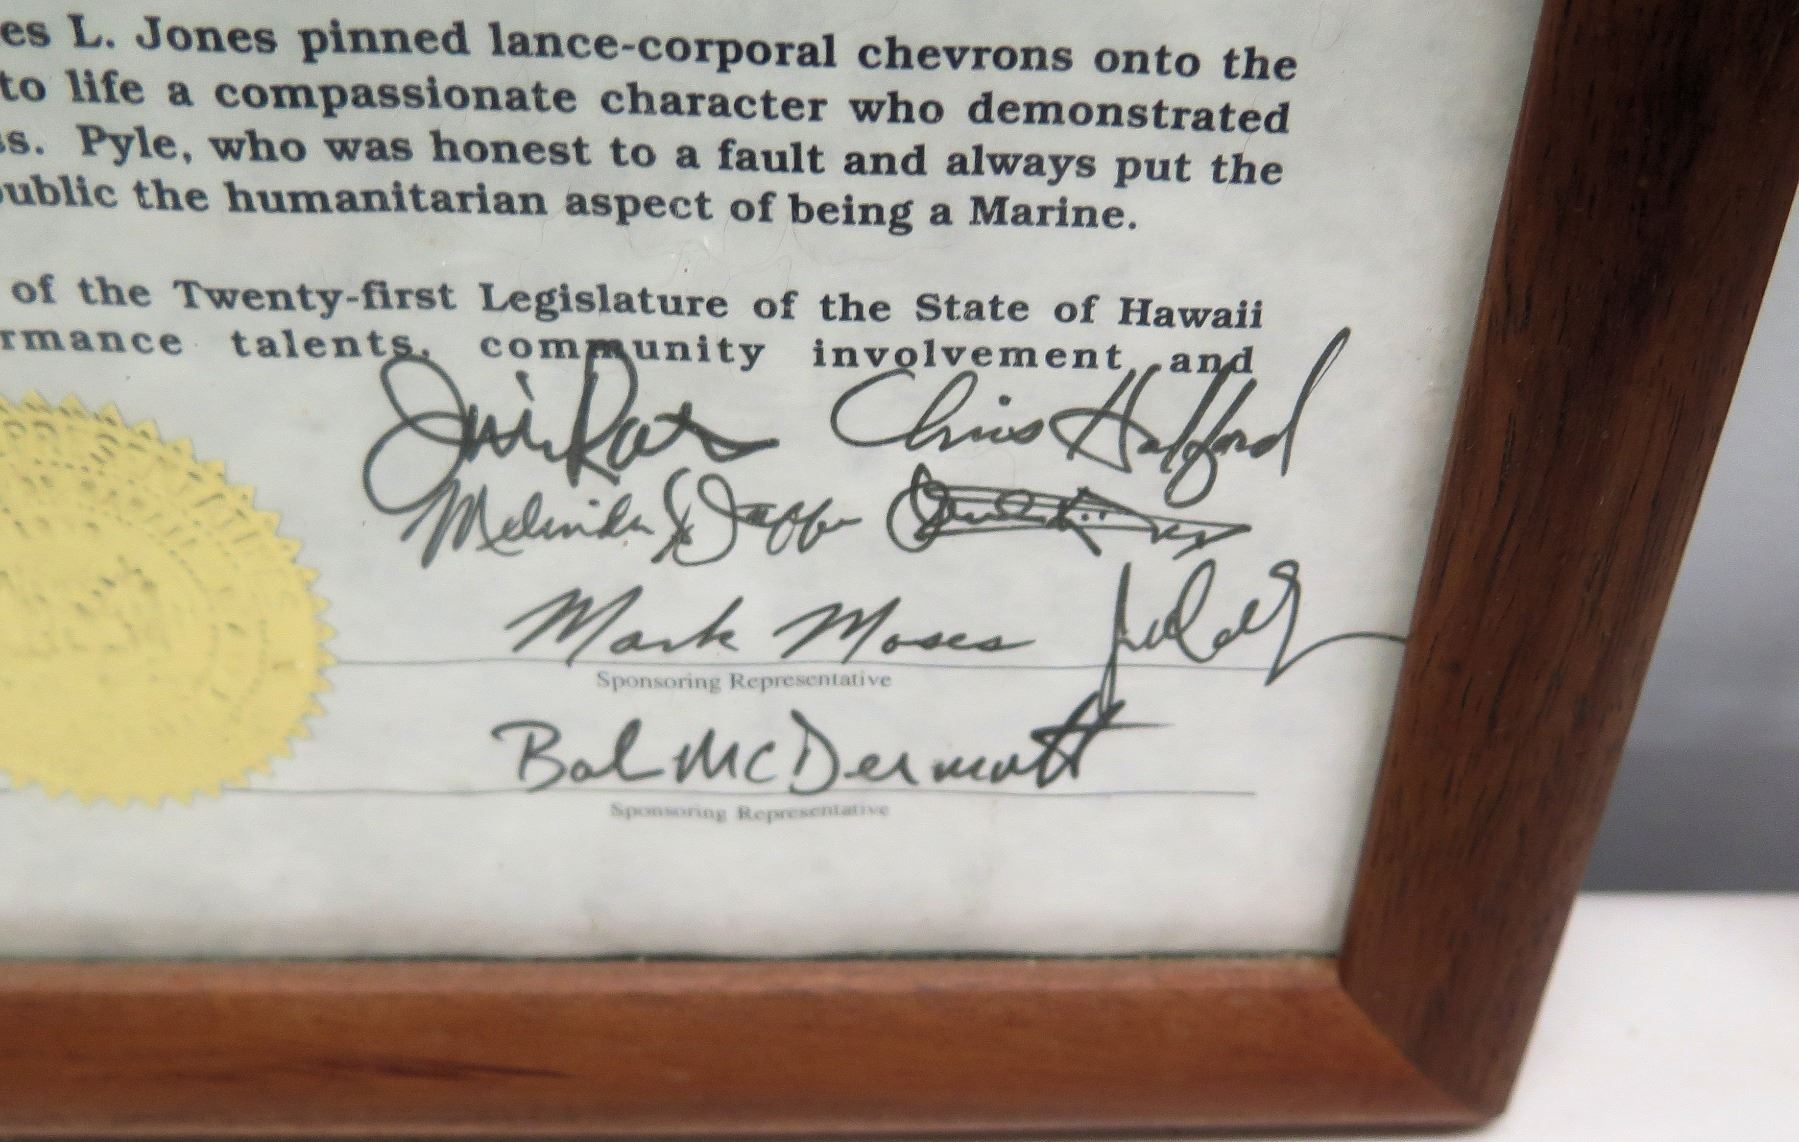 es L. Jones pinned lance-corporal chevrons onto the
to life a compassionate character who demonstrated
s. Pyle, who was honest to a fault and always put the
ublic the humanitarian aspect of being a Marine.
of the Twenty-first Legislature of the State of Hawaii
rmance talents, community involvement and
Chris Halford
Mark Moses
Sponsoring Representative
Bob McDermott
Sponsoring Representative